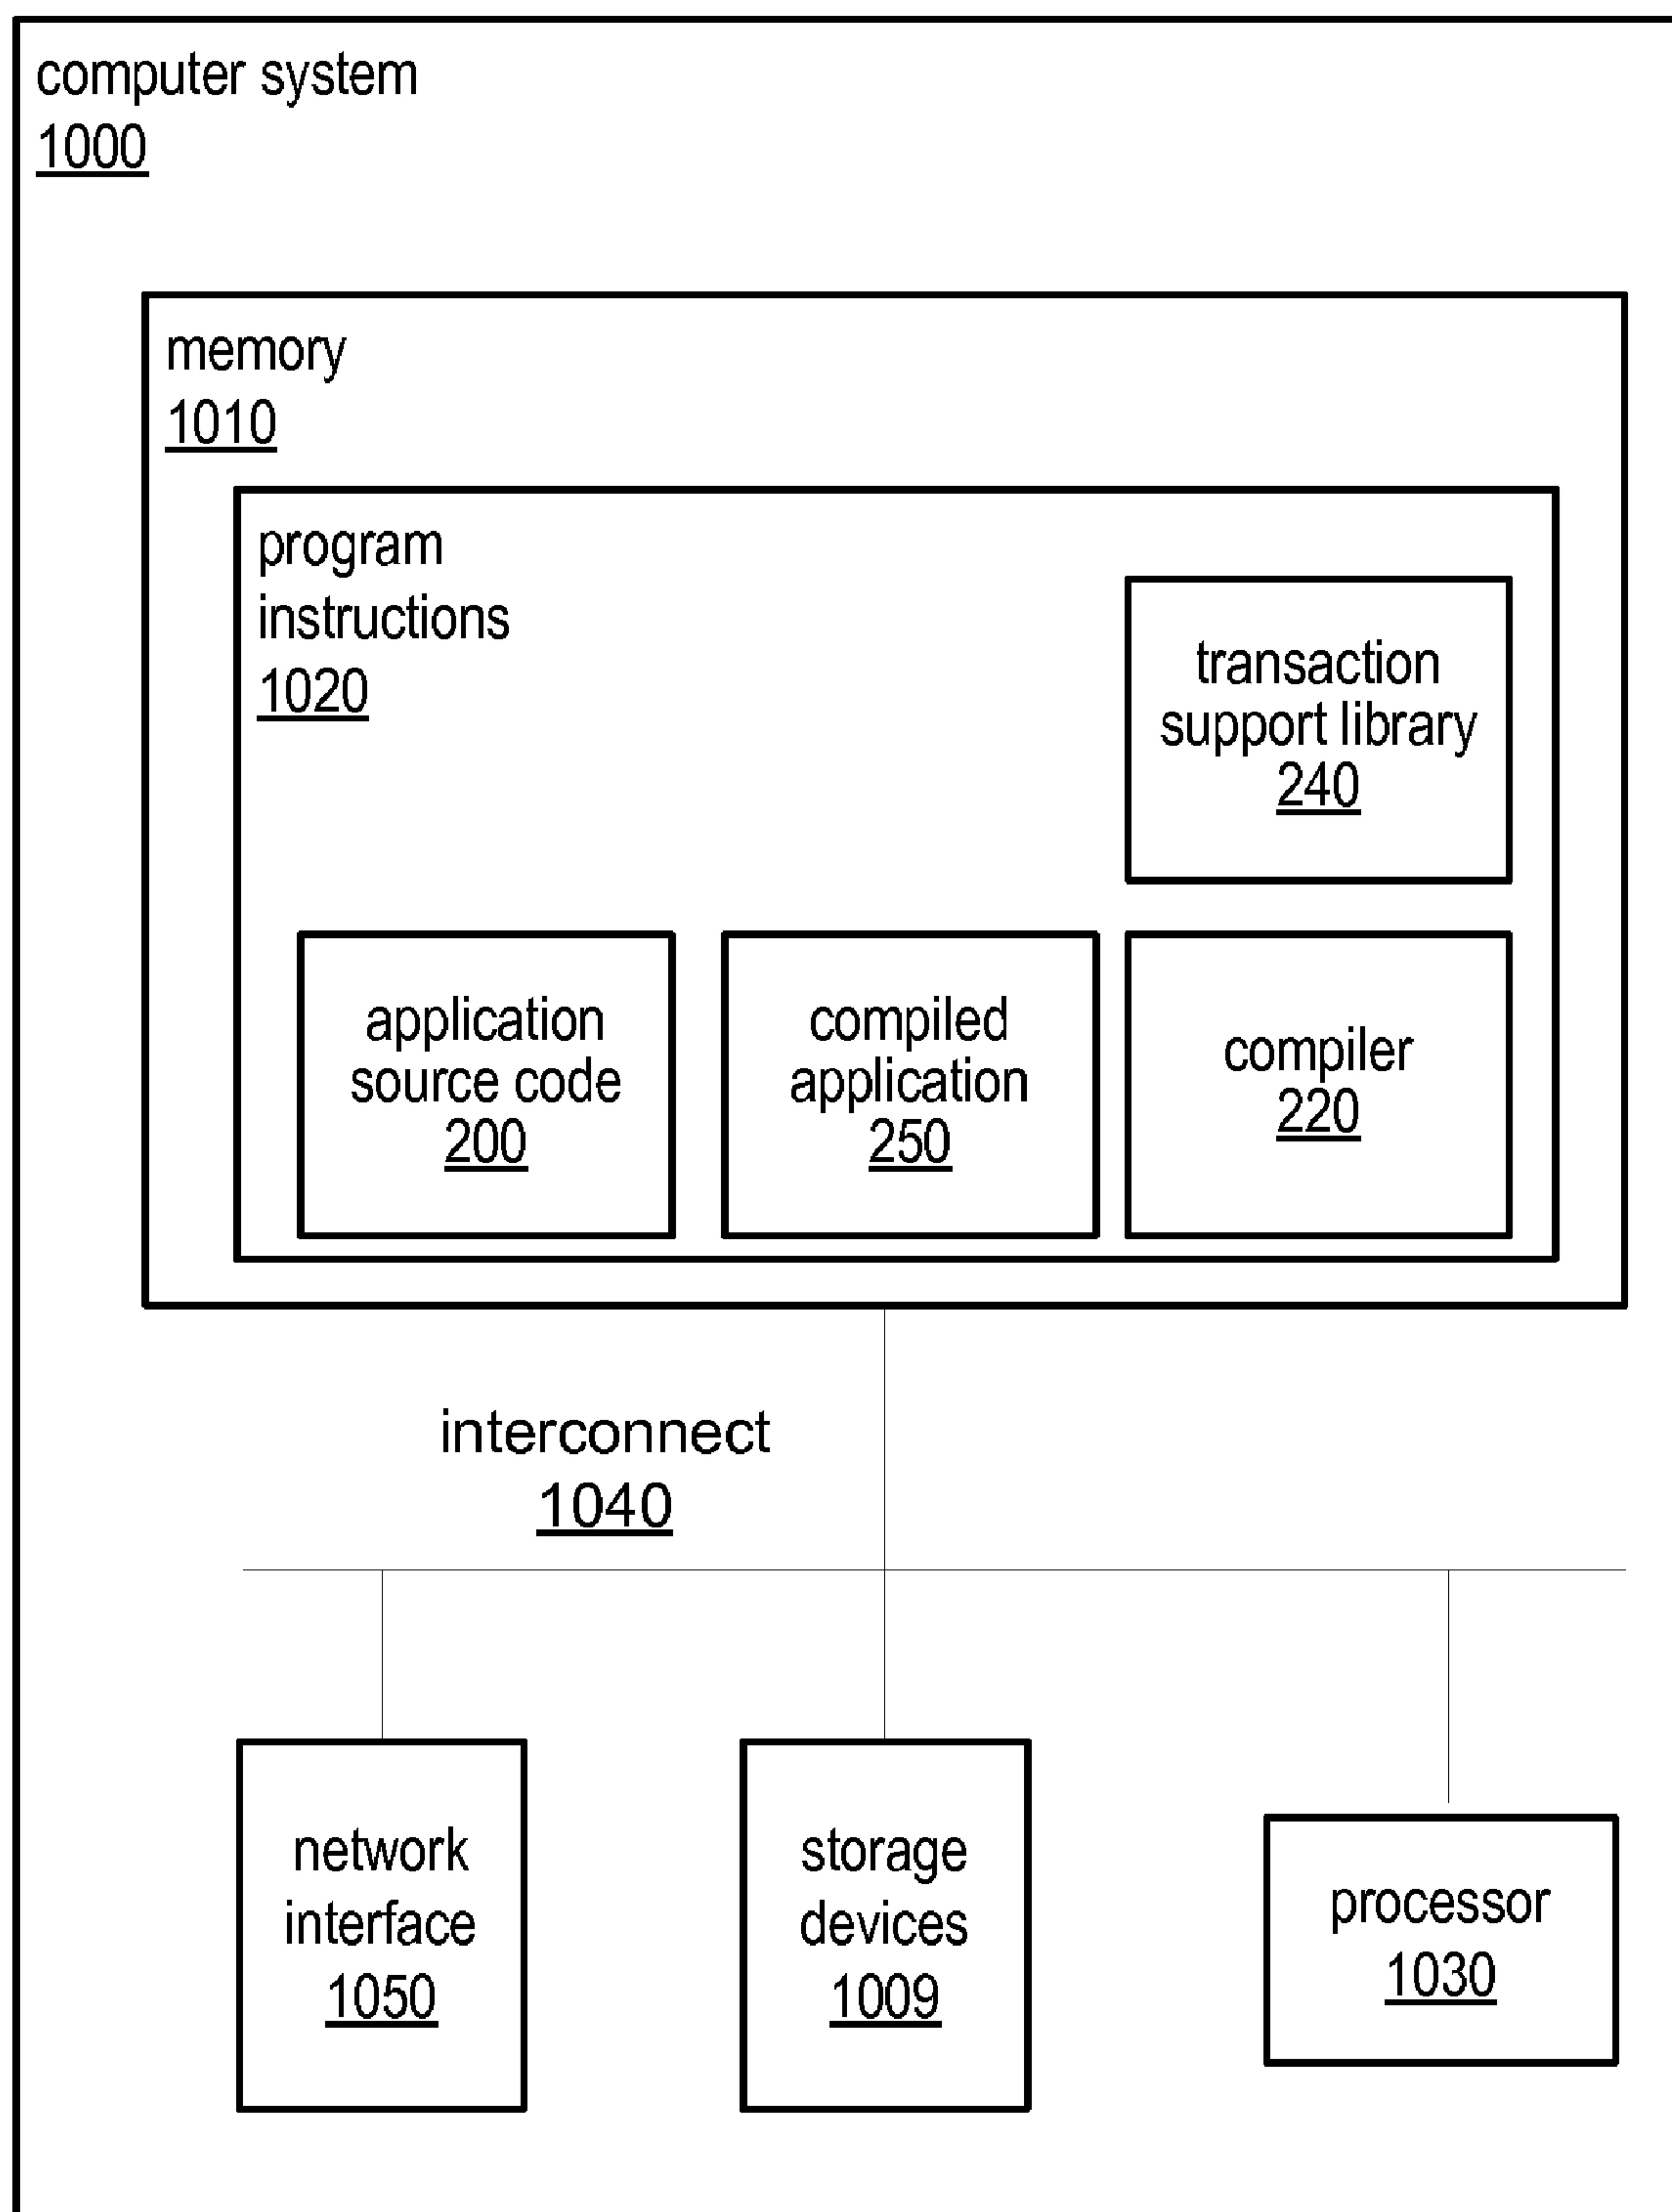 computer system
1000
memory
1010
program
instructions
1020
transaction
support library
240
application
source code
200
compiled
application
250
compiler
220
interconnect
1040
network
interface
1050
storage
devices
1009
processor
1030